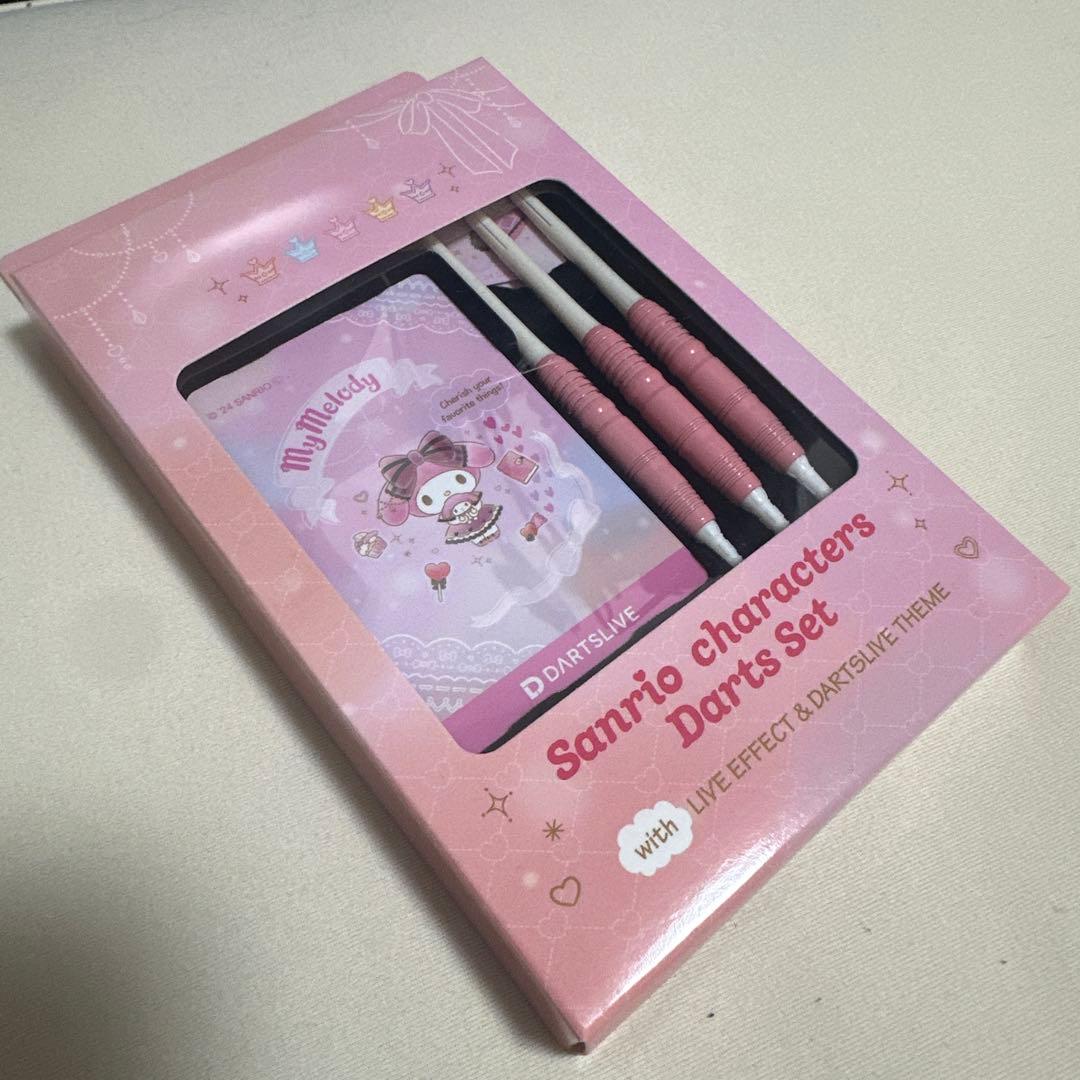 © '24 SANRIO
MyMelody
Cherish your
favorite things!
DARTSLIVE
Sanrio characters
Darts Set
with LIVE EFFECT & DARTSLIVE THEME